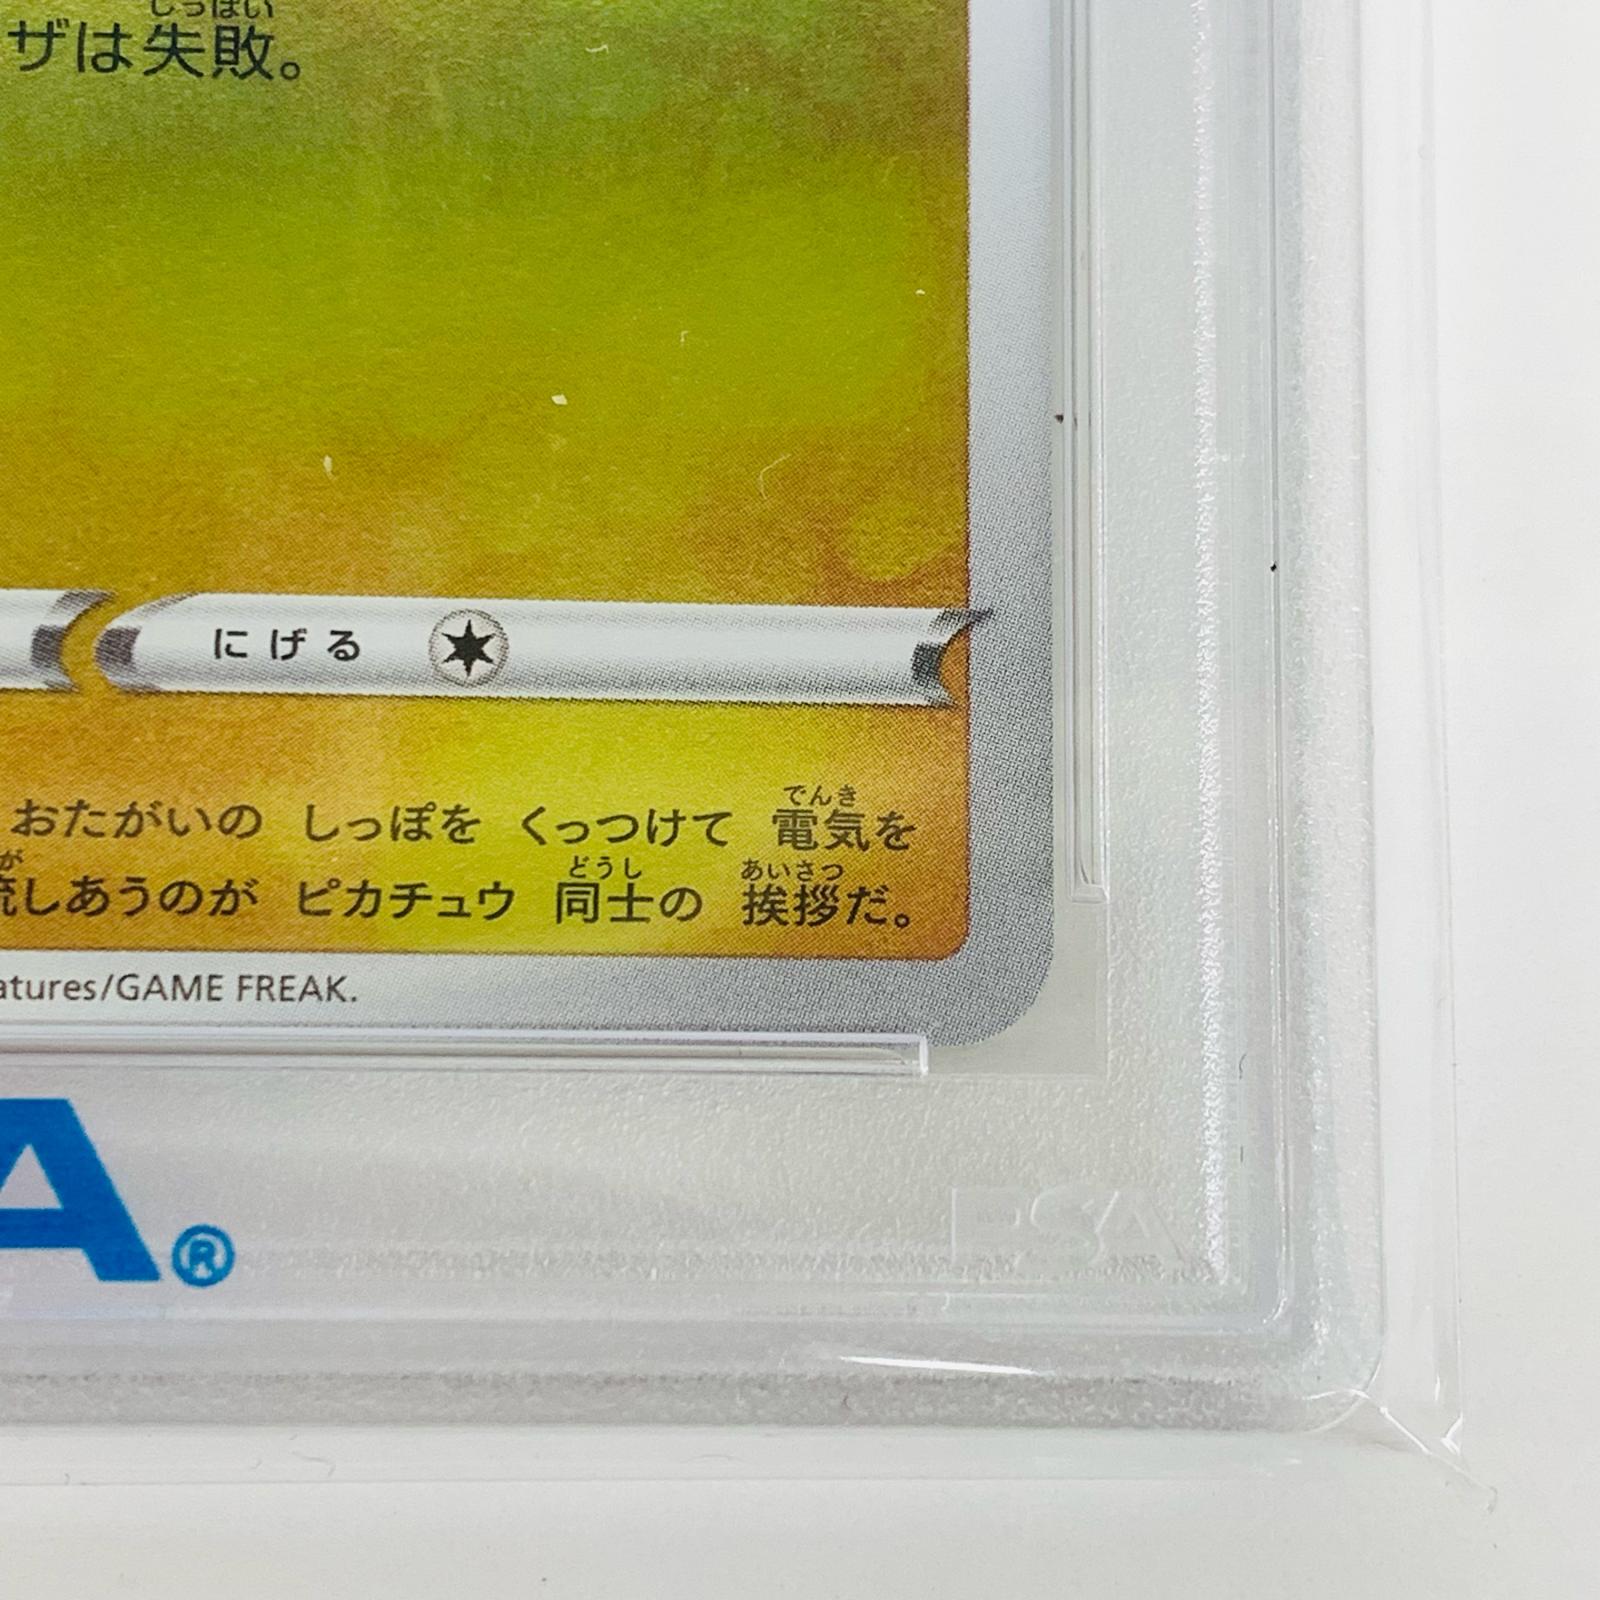 しっぱい
ザは失敗。
にげる
でんき
おたがいの しっぽを くっつけて 電気を
が どうし あいさつ
流しあうのが ピカチュウ 同士の 挨拶だ。
atures/GAME FREAK.
A®
PSA